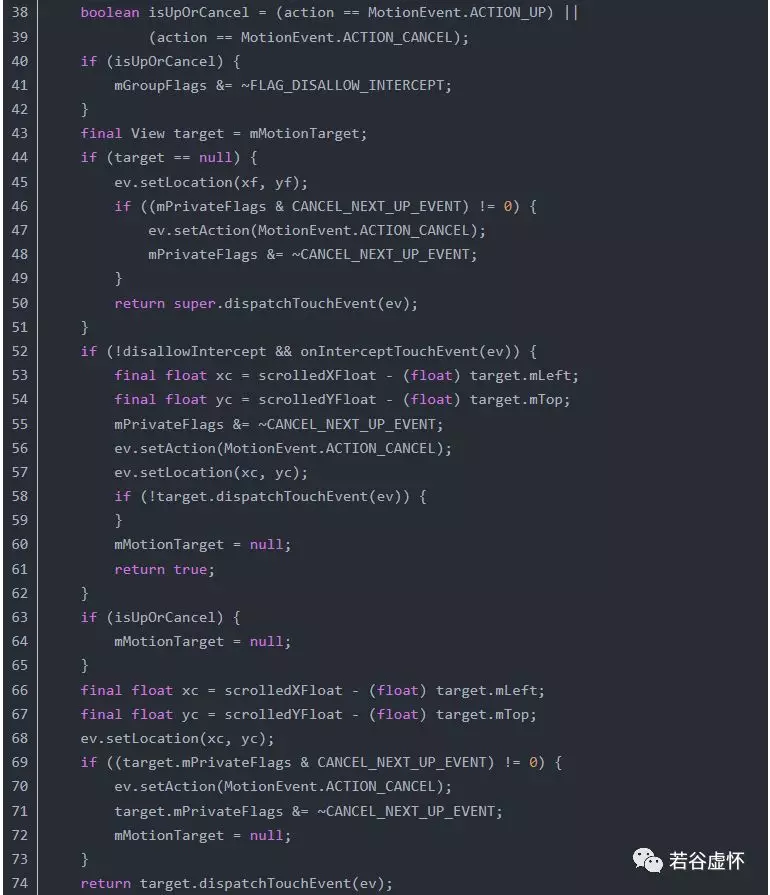 38 boolean isUpOrCancel = (action == MotionEvent.ACTION_UP) ||
39         (action == MotionEvent.ACTION_CANCEL);
40 if (isUpOrCancel) {
41     mGroupFlags &= ~FLAG_DISALLOW_INTERCEPT;
42 }
43 final View target = mMotionTarget;
44 if (target == null) {
45     ev.setLocation(xf, yf);
46     if ((mPrivateFlags & CANCEL_NEXT_UP_EVENT) != 0) {
47         ev.setAction(MotionEvent.ACTION_CANCEL);
48         mPrivateFlags &= ~CANCEL_NEXT_UP_EVENT;
49     }
50     return super.dispatchTouchEvent(ev);
51 }
52 if (!disallowIntercept && onInterceptTouchEvent(ev)) {
53     final float xc = scrolledXFloat - (float) target.mLeft;
54     final float yc = scrolledYFloat - (float) target.mTop;
55     mPrivateFlags &= ~CANCEL_NEXT_UP_EVENT;
56     ev.setAction(MotionEvent.ACTION_CANCEL);
57     ev.setLocation(xc, yc);
58     if (!target.dispatchTouchEvent(ev)) {
59     }
60     mMotionTarget = null;
61     return true;
62 }
63 if (isUpOrCancel) {
64     mMotionTarget = null;
65 }
66 final float xc = scrolledXFloat - (float) target.mLeft;
67 final float yc = scrolledYFloat - (float) target.mTop;
68 ev.setLocation(xc, yc);
69 if ((target.mPrivateFlags & CANCEL_NEXT_UP_EVENT) != 0) {
70     ev.setAction(MotionEvent.ACTION_CANCEL);
71     target.mPrivateFlags &= ~CANCEL_NEXT_UP_EVENT;
72     mMotionTarget = null;
73 }
74 return target.dispatchTouchEvent(ev);
若谷虚怀